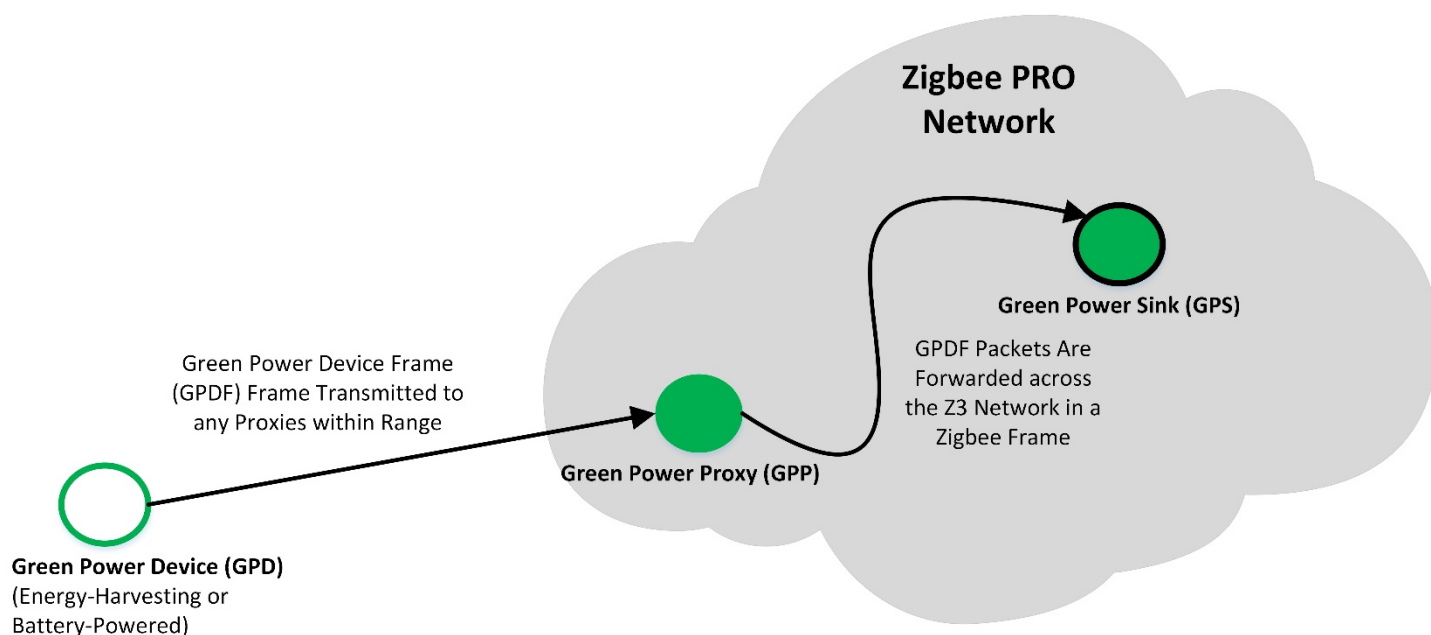 Zigbee PRO
Network
Green Power Sink (GPS)
Green Power Device Frame
(GPDF) Frame Transmitted to
any Proxies within Range
GPDF Packets Are
Forwarded across
the Z3 Network in a
Zigbee Frame
Green Power Proxy (GPP)
Green Power Device (GPD)
(Energy-Harvesting or
Battery-Powered)